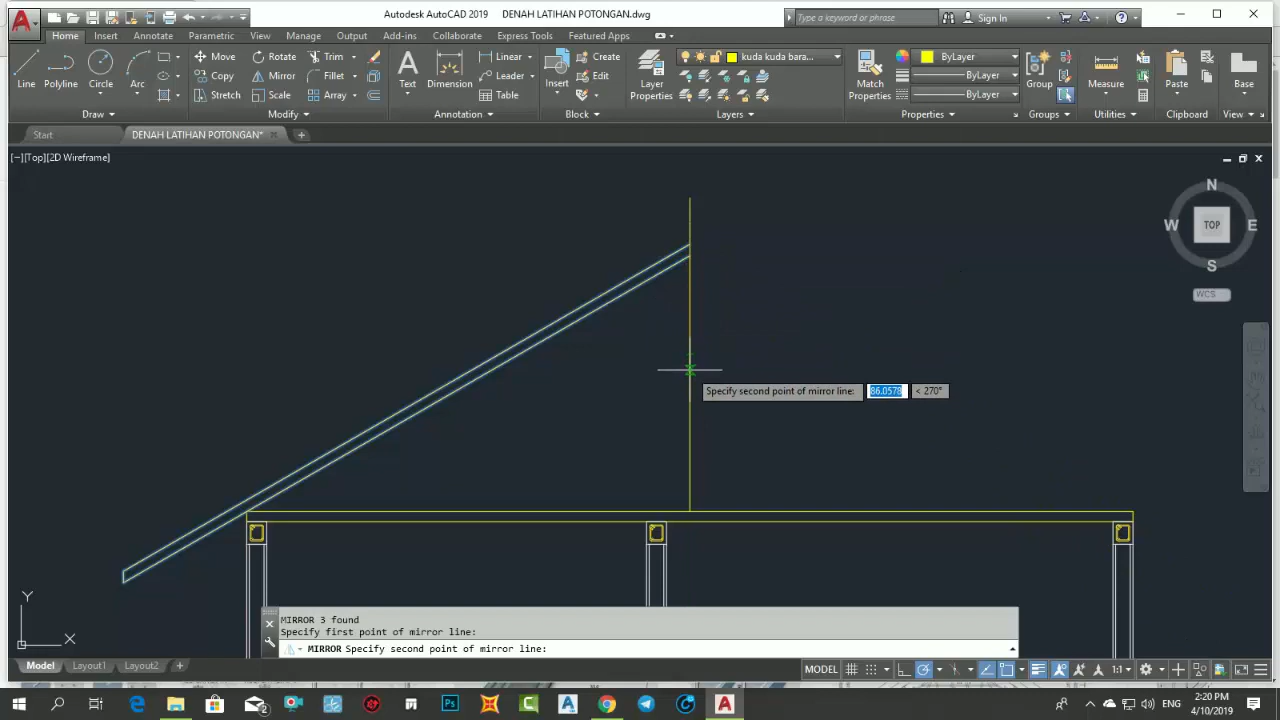 Autodesk AutoCAD 2019 DENAH LATIHAN POTONGAN.dwg
Type a keyword or phrase
Sign In
Home Insert Annotate Parametric View Manage Output Add-ins Collaborate Express Tools Featured Apps
Line Polyline Circle Arc
Move Rotate Trim
Copy Mirror Fillet
Stretch Scale Array
Text Dimension
Linear
Leader
Table
Insert
Create
Edit
Layer
Properties
kuda kuda bara...
Match
Properties
ByLayer
ByLayer
ByLayer
Group
Measure
Paste
Base
Draw Modify Annotation Block Layers Properties Groups Utilities Clipboard View
Start DENAH LATIHAN POTONGAN*
[−][Top][2D Wireframe]
N
W TOP E
S
WCS
Specify second point of mirror line: 86.0578 < 270°
Y
X
MIRROR 3 found
Specify first point of mirror line:
MIRROR Specify second point of mirror line:
Model Layout1 Layout2
MODEL 1:1
2
ENG
2:20 PM
4/10/2019